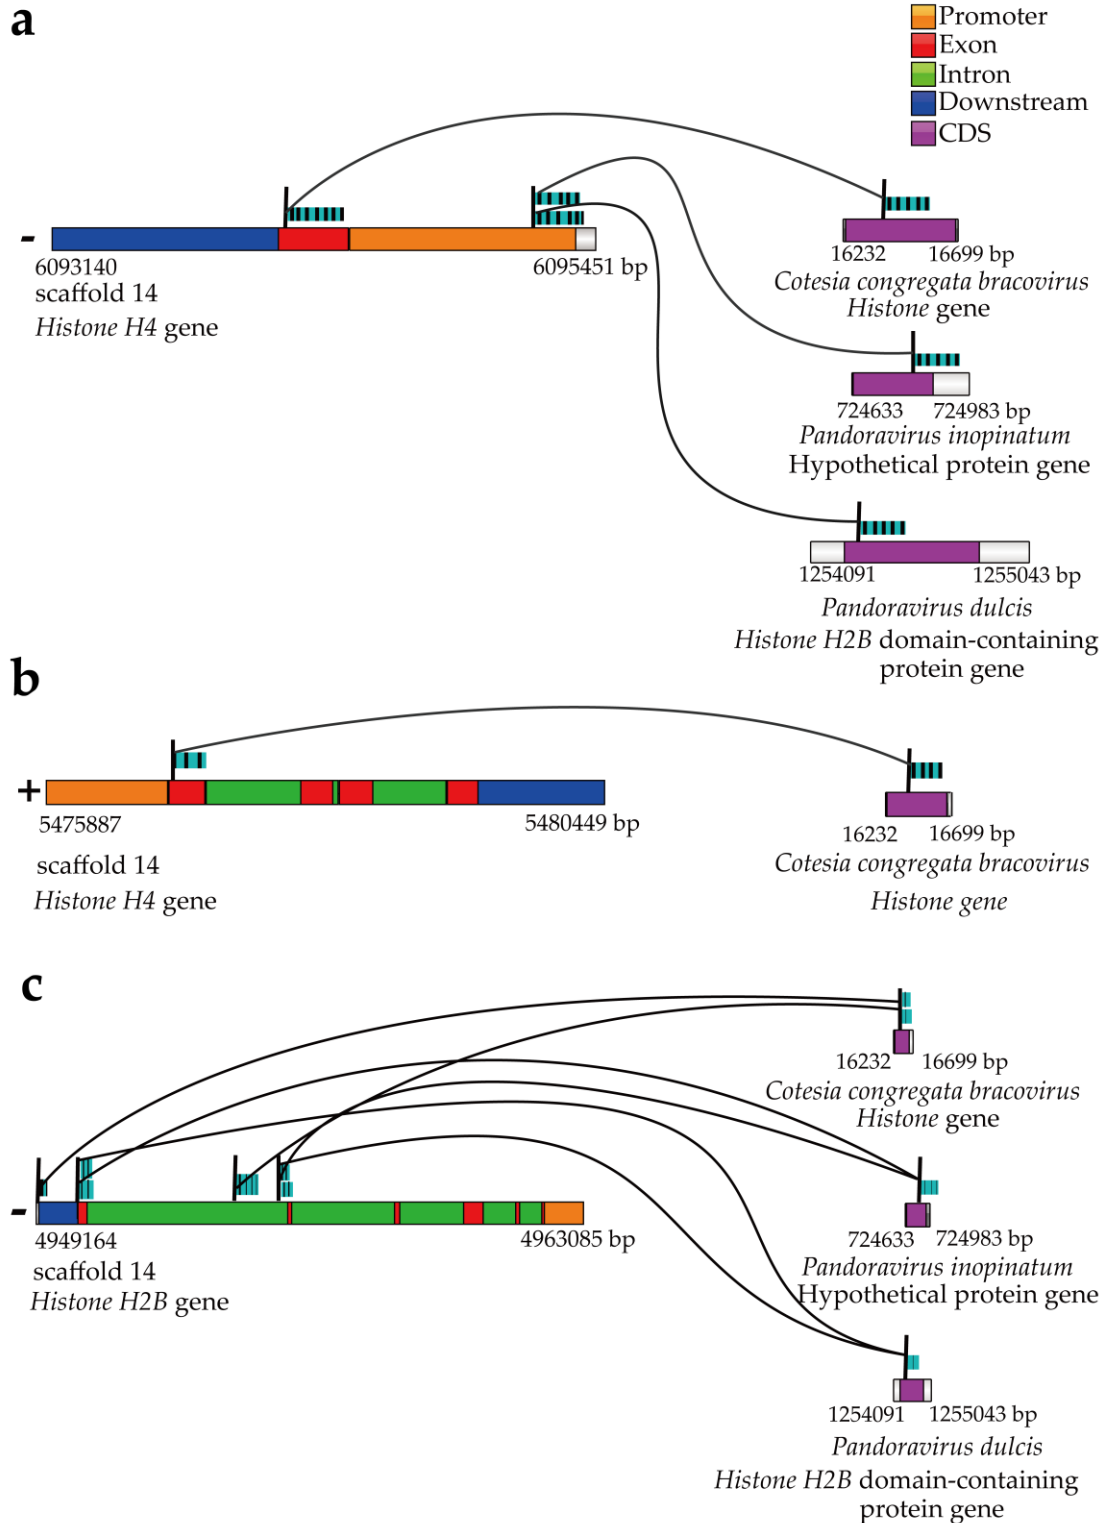 a
Promoter
Exon
Intron
Downstream
CDS
-
6093140
6095451 bp
scaffold 14
Histone H4 gene
16232
16699 bp
Cotesia congregata bracovirus
Histone gene
724633
724983 bp
Pandoravirus inopinatum
Hypothetical protein gene
1254091
1255043 bp
Pandoravirus dulcis
Histone H2B domain-containing
protein gene
b
+
5475887
5480449 bp
scaffold 14
Histone H4 gene
16232
16699 bp
Cotesia congregata bracovirus
Histone gene
c
-
4949164
4963085 bp
scaffold 14
Histone H2B gene
16232
16699 bp
Cotesia congregata bracovirus
Histone gene
724633
724983 bp
Pandoravirus inopinatum
Hypothetical protein gene
1254091
1255043 bp
Pandoravirus dulcis
Histone H2B domain-containing
protein gene